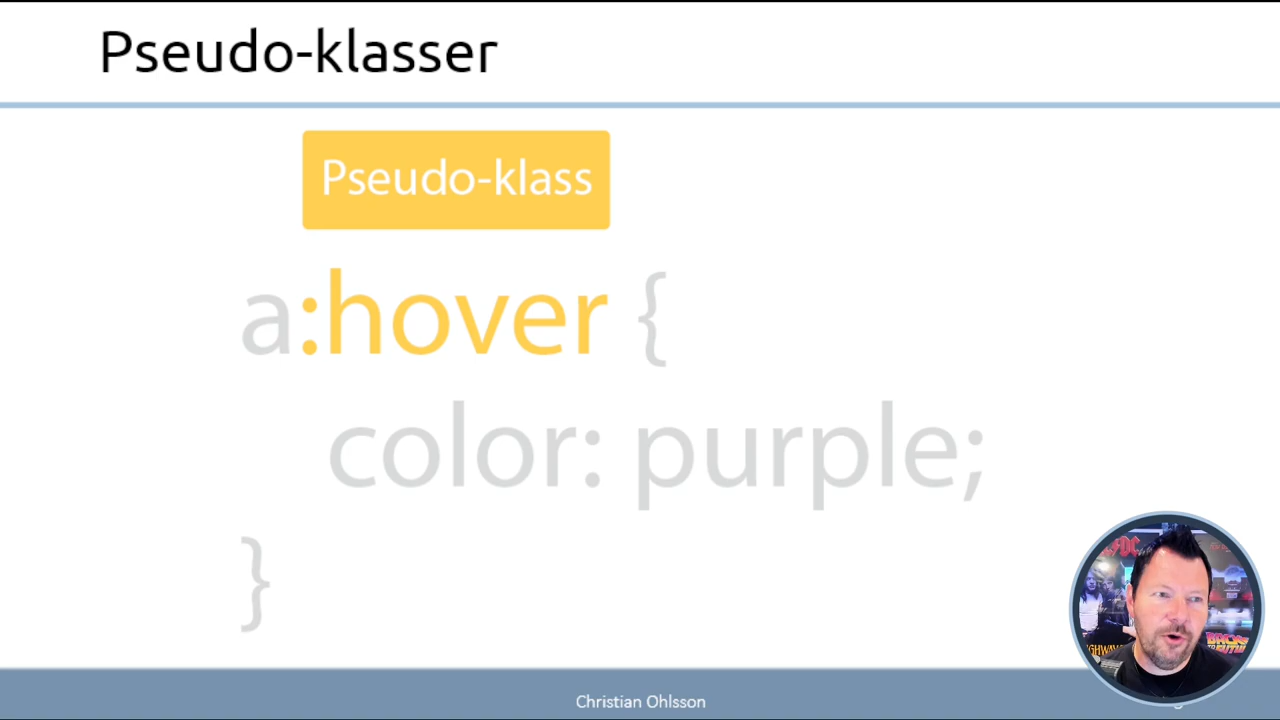 Pseudo-klasser
Pseudo-klass
a:hover {
color: purple;
}
Christian Ohlsson